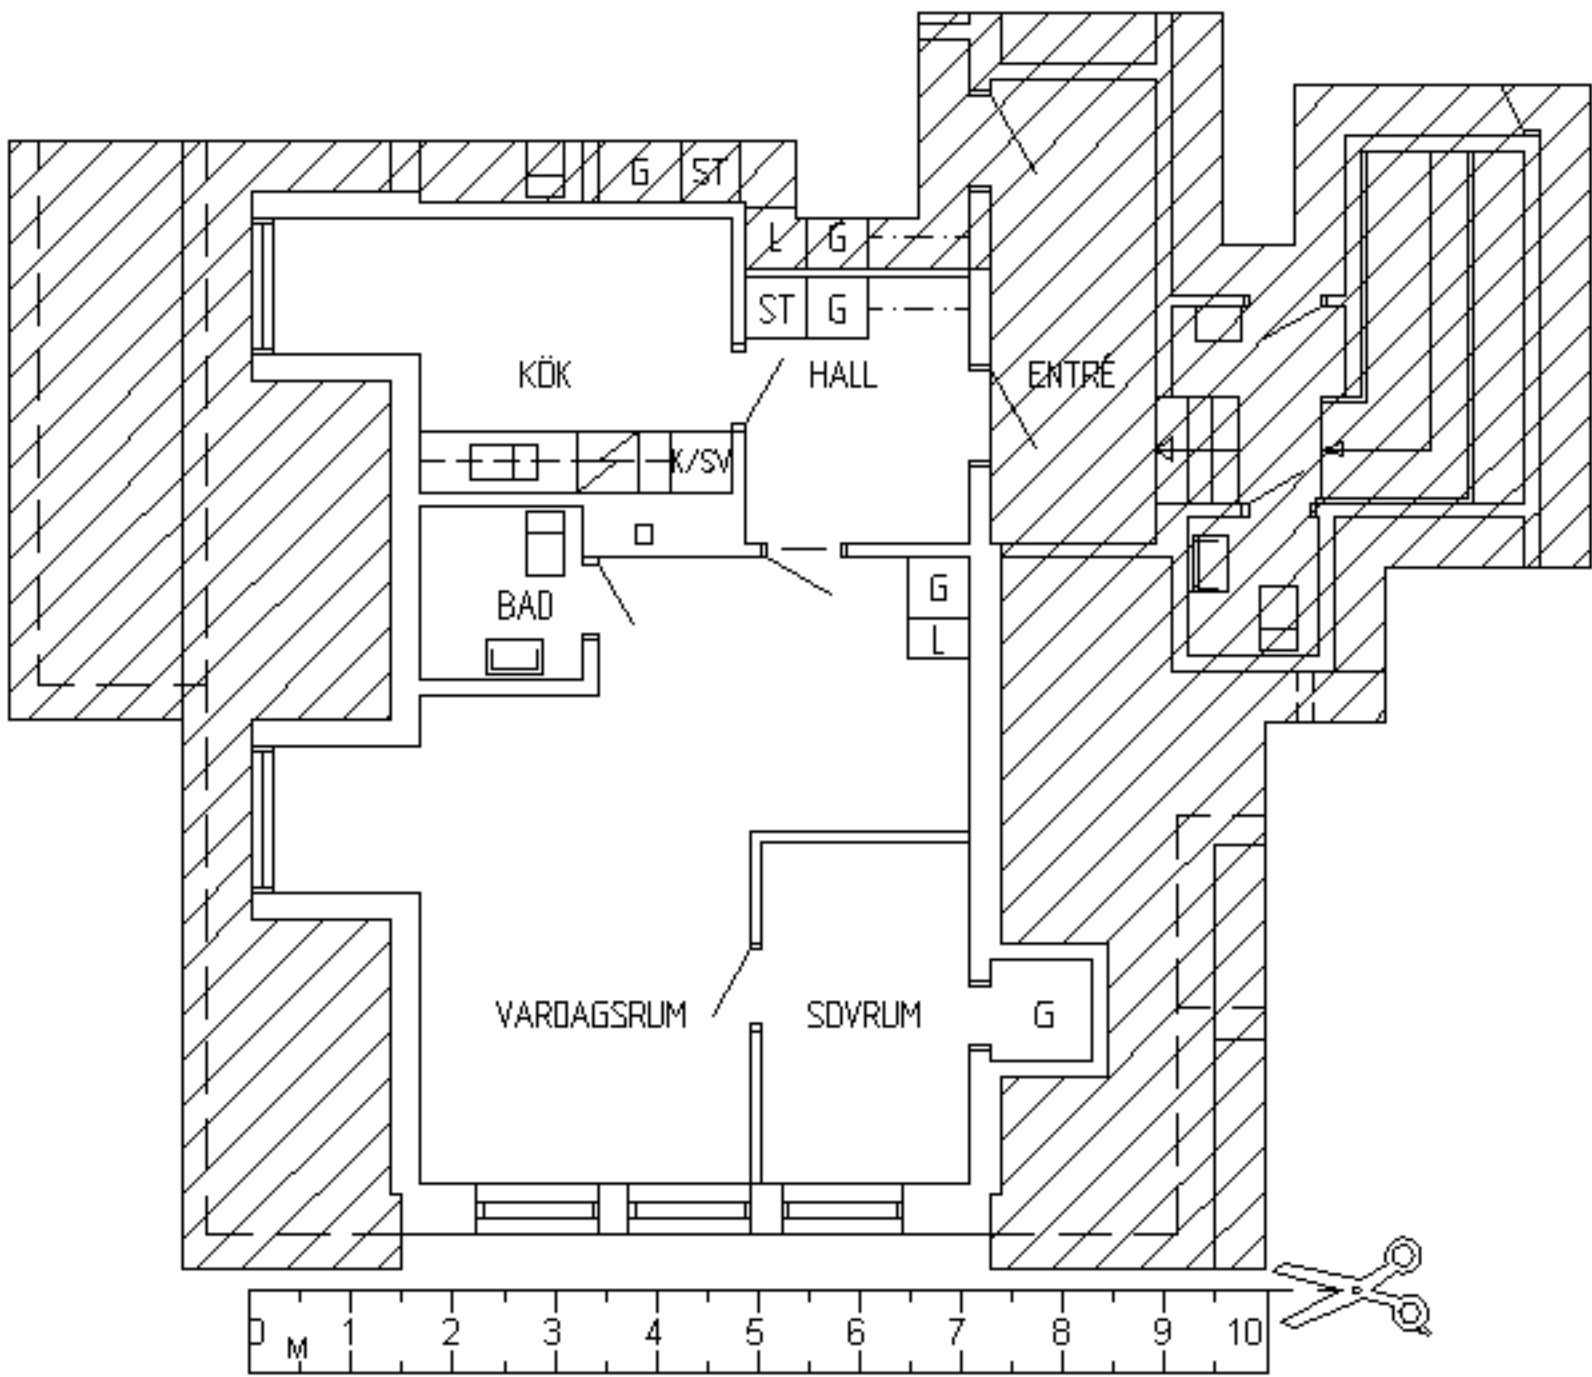 G ST
L G
ST G
KÖK HALL ENTRÉ
K/SV
G
BAD
L
VARDAGSRUM SOVRUM G
0 M 1 2 3 4 5 6 7 8 9 10